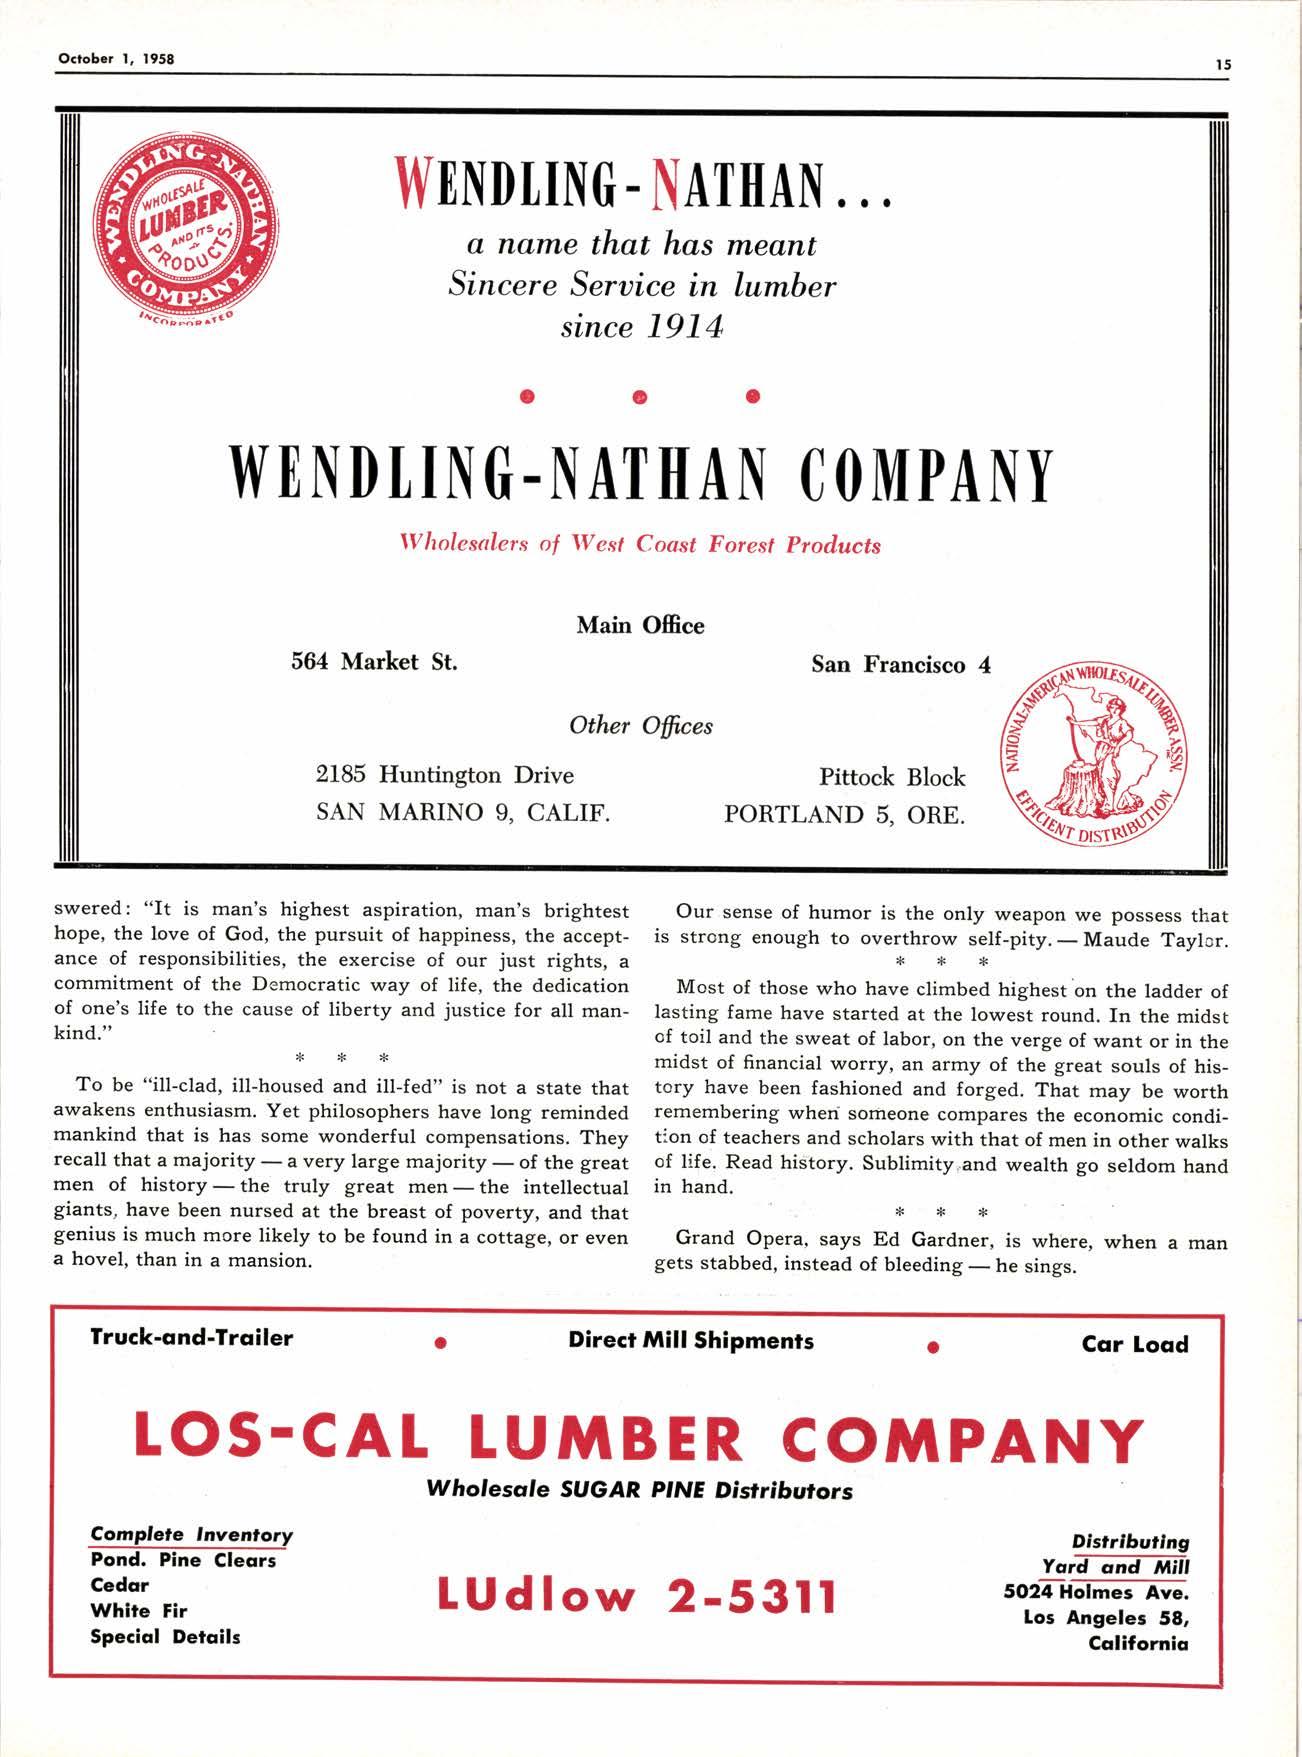 October 1, 1958
15
WENDLING-NATHAN COMPANY
WHOLESALE
LUMBER
AND ITS
PRODUCTS.
INCORPORATED
WENDLING-NATHAN...
a name that has meant
Sincere Service in lumber
since 1914
WENDLING-NATHAN COMPANY
Wholesalers of West Coast Forest Products
Main Office
564 Market St.
San Francisco 4
Other Offices
2185 Huntington Drive
SAN MARINO 9, CALIF.
Pittock Block
PORTLAND 5, ORE.
NATIONAL-AMERICAN WHOLESALE LUMBER ASSN. INC.
EFFICIENT DISTRIBUTION
swered: "It is man's highest aspiration, man's brightest
hope, the love of God, the pursuit of happiness, the accept-
ance of responsibilities, the exercise of our just rights, a
commitment of the Democratic way of life, the dedication
of one's life to the cause of liberty and justice for all man-
kind."
* * *
To be "ill-clad, ill-housed and ill-fed" is not a state that
awakens enthusiasm. Yet philosophers have long reminded
mankind that is has some wonderful compensations. They
recall that a majority — a very large majority — of the great
men of history — the truly great men — the intellectual
giants, have been nursed at the breast of poverty, and that
genius is much more likely to be found in a cottage, or even
a hovel, than in a mansion.
Our sense of humor is the only weapon we possess that
is strong enough to overthrow self-pity. — Maude Taylor.
* * *
Most of those who have climbed highest on the ladder of
lasting fame have started at the lowest round. In the midst
of toil and the sweat of labor, on the verge of want or in the
midst of financial worry, an army of the great souls of his-
tory have been fashioned and forged. That may be worth
remembering when someone compares the economic condi-
tion of teachers and scholars with that of men in other walks
of life. Read history. Sublimity and wealth go seldom hand
in hand.
* * *
Grand Opera, says Ed Gardner, is where, when a man
gets stabbed, instead of bleeding — he sings.
Truck-and-Trailer • Direct Mill Shipments • Car Load
LOS-CAL LUMBER COMPANY
Wholesale SUGAR PINE Distributors
Complete Inventory
Pond. Pine Clears
Cedar
White Fir
Special Details
LUdlow 2-5311
Distributing
Yard and Mill
5024 Holmes Ave.
Los Angeles 58,
California